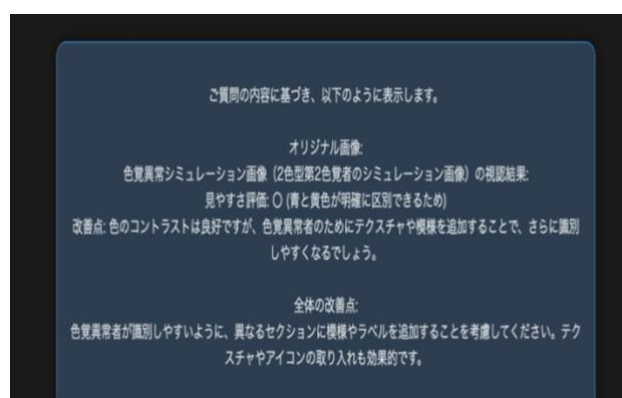 ご質問の内容に基づき、以下のように表示します。
オリジナル画像:
色覚異常シミュレーション画像（2色型第2色覚者のシミュレーション画像）の視認結果:
見やすさ評価: 〇 (青と黄色が明確に区別できるため)
改善点: 色のコントラストは良好ですが、色覚異常者のためにテクスチャや模様を追加することで、さらに識別
しやすくなるでしょう。
全体の改善点:
色覚異常者が識別しやすいように、異なるセクションに模様やラベルを追加することを考慮してください。テク
スチャやアイコンの取り入れも効果的です。